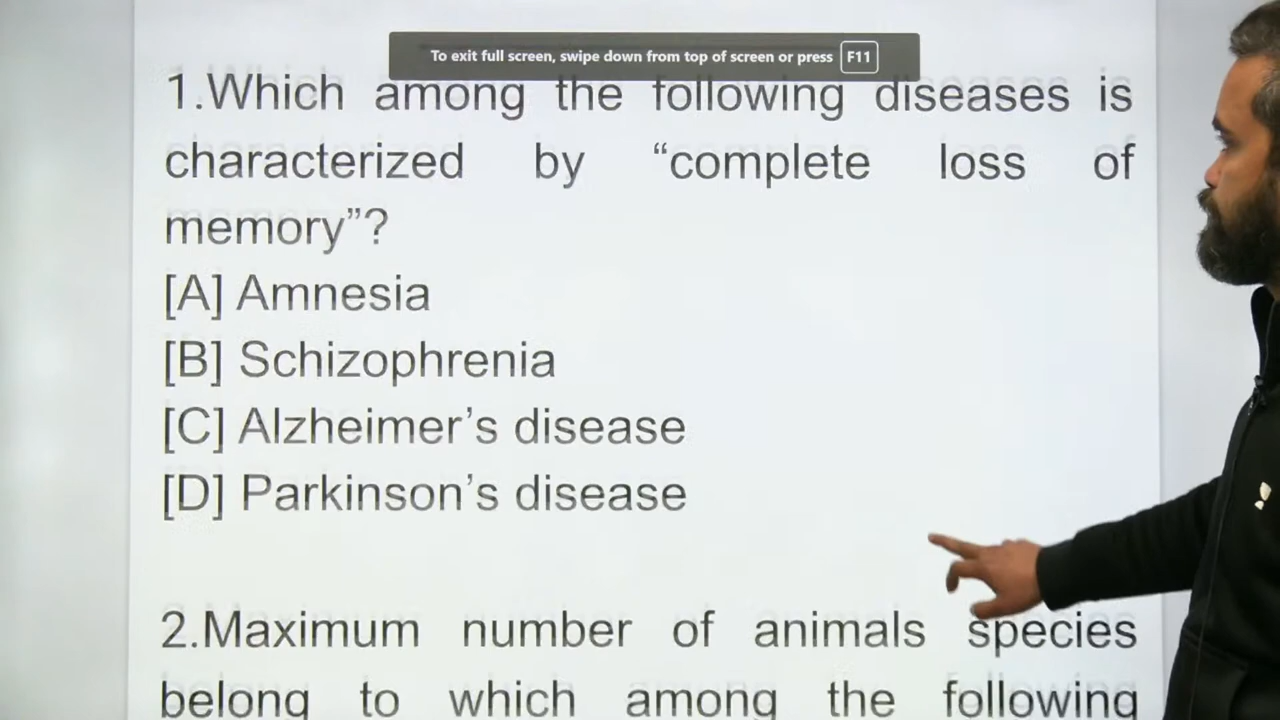 To exit full screen, swipe down from top of screen or press F11
1.Which among the following diseases is
characterized by “complete loss of
memory”?
[A] Amnesia
[B] Schizophrenia
[C] Alzheimer’s disease
[D] Parkinson’s disease
2.Maximum number of animals species
belong to which among the following